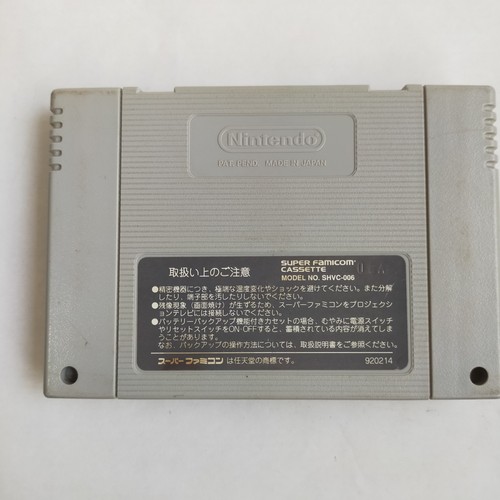 Nintendo
PAT. PEND. MADE IN JAPAN
取扱い上のご注意
SUPER FAMICOM
CASSETTE
MODEL NO. SHVC-006
●精密機器につき、極端な温度変化やショックを避けてください。また分解
したり、端子部を汚したりしないでください。
●残像現象（画面焼け）が生ずるため、スーパーファミコンをプロジェクシ
ョンテレビには接続しないでください。
●バッテリーバックアップ機能付きカセットの場合、むやみに電源スイッチ
やリセットスイッチをON・OFFすると、蓄積されている内容が消えてしま
うことがあります。
なお、バックアップの操作方法については、取扱説明書をご参照ください。
スーパーファミコン は任天堂の商標です。
920214